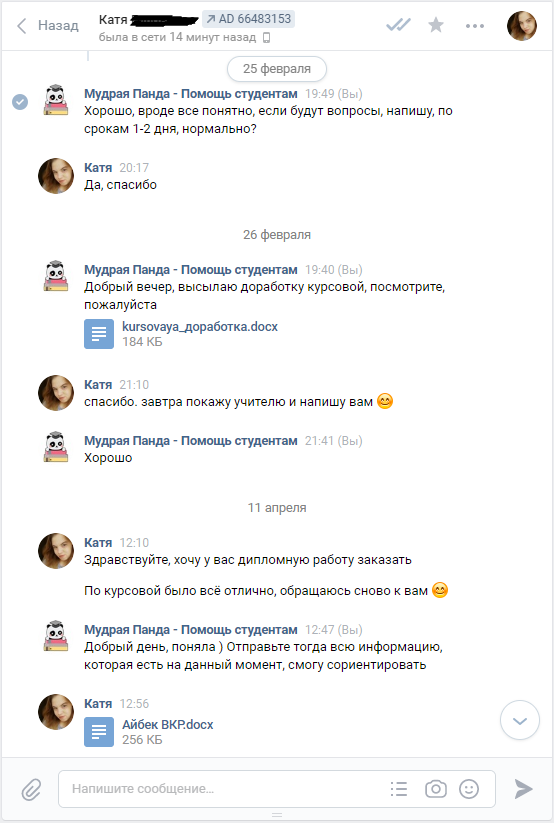 Назад
Катя
AD 66483153
была в сети 14 минут назад
25 февраля
Мудрая Панда - Помощь студентам 19:49 (Вы)
Хорошо, вроде все понятно, если будут вопросы, напишу, по
срокам 1-2 дня, нормально?
Катя 20:17
Да, спасибо
26 февраля
Мудрая Панда - Помощь студентам 19:40 (Вы)
Добрый вечер, высылаю доработку курсовой, посмотрите,
пожалуйста
kursovaya_доработка.docx
184 КБ
Катя 21:10
спасибо. завтра покажу учителю и напишу вам 😊
Мудрая Панда - Помощь студентам 21:41 (Вы)
Хорошо
11 апреля
Катя 12:10
Здравствуйте, хочу у вас дипломную работу заказать
По курсовой было всё отлично, обращаюсь сново к вам 😊
Мудрая Панда - Помощь студентам 12:47 (Вы)
Добрый день, поняла ) Отправьте тогда всю информацию,
которая есть на данный момент, смогу сориентировать
Катя 12:56
Айбек ВКР.docx
256 КБ
Напишите сообщение...